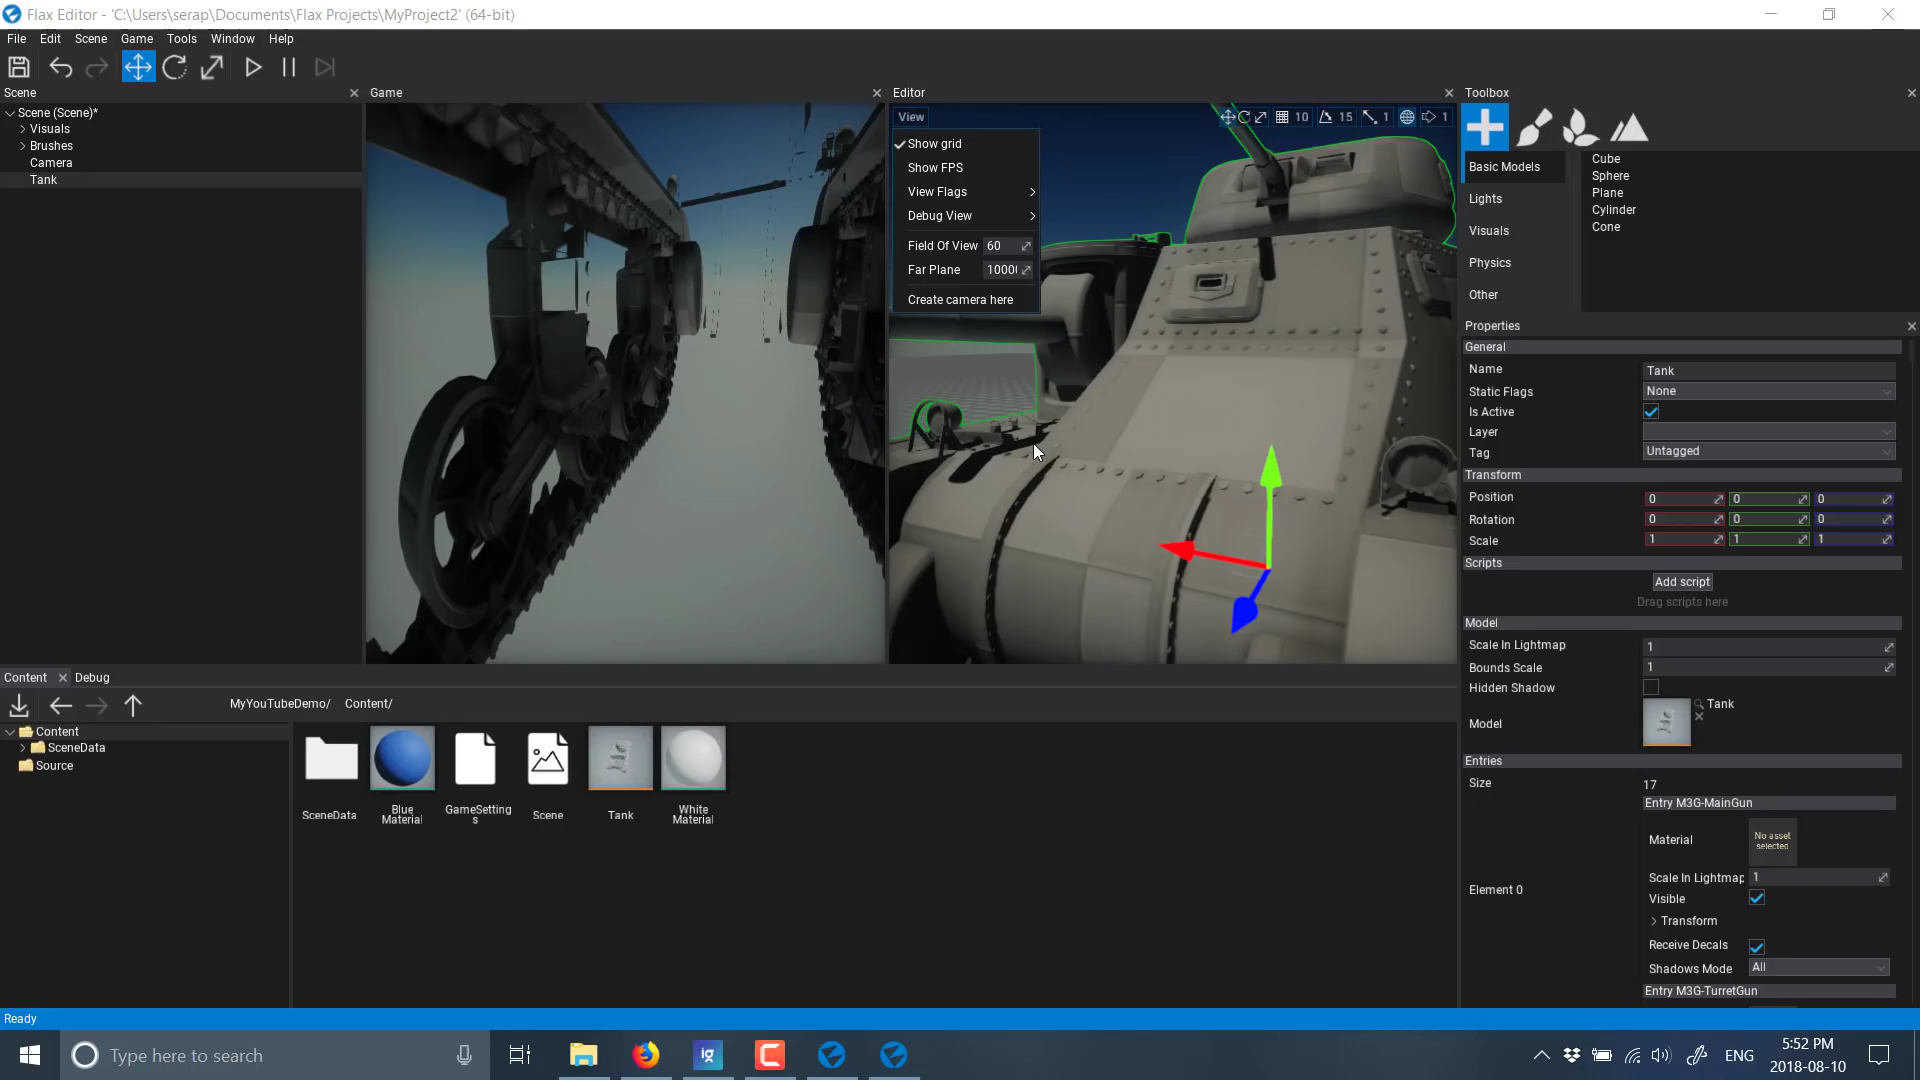 Flax Editor - 'C:\Users\serap\Documents\Flax Projects\MyProject2' (64-bit)
File Edit Scene Game Tools Window Help
Scene
Scene (Scene)*
Visuals
Brushes
Camera
Tank
Game
Editor
View
10 15 1 1
Show grid
Show FPS
View Flags
Debug View
Field Of View 60
Far Plane 1000
Create camera here
Toolbox
Basic Models
Lights
Visuals
Physics
Other
Cube
Sphere
Plane
Cylinder
Cone
Properties
General
Name Tank
Static Flags None
Is Active
Layer
Tag Untagged
Transform
Position 0 0 0
Rotation 0 0 0
Scale 1 1 1
Scripts
Add script
Drag scripts here
Model
Scale In Lightmap 1
Bounds Scale 1
Hidden Shadow
Model Tank
Entries
Size 17
Entry M3G-MainGun
Material No asset
selected
Scale In Lightmap 1
Element 0
Visible
Transform
Receive Decals
Shadows Mode All
Entry M3G-TurretGun
Content Debug
MyYouTubeDemo/ Content/
Content
SceneData
Source
SceneData
Blue
Material
GameSetting
s
Scene
Tank
White
Material
Ready
Type here to search
ig
ENG
5:52 PM
2018-08-10